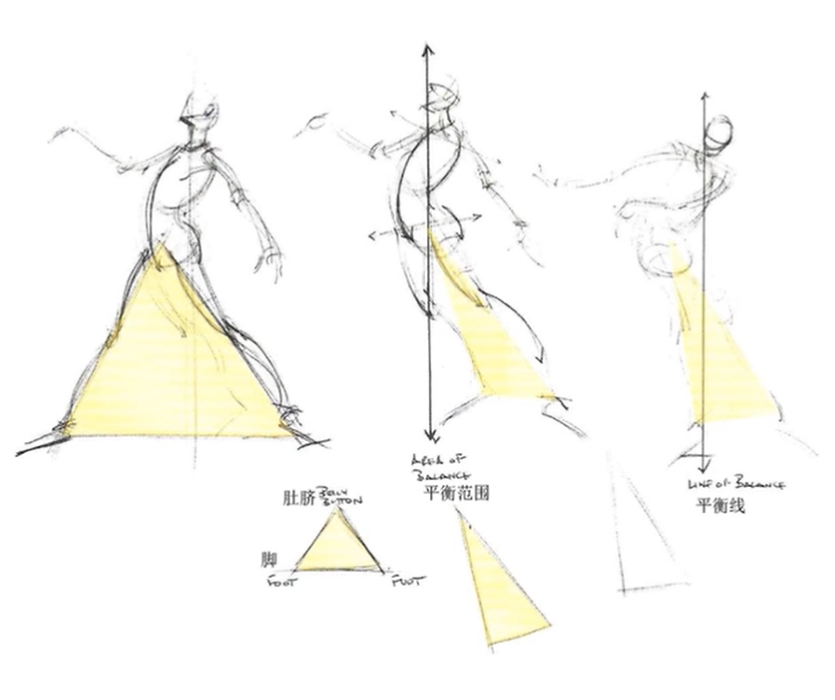 AREA OF
BALANCE
平衡范围
LINE OF BALANCE
平衡线
肚脐 BELLY
BUTTON
脚
FOOT
FOOT